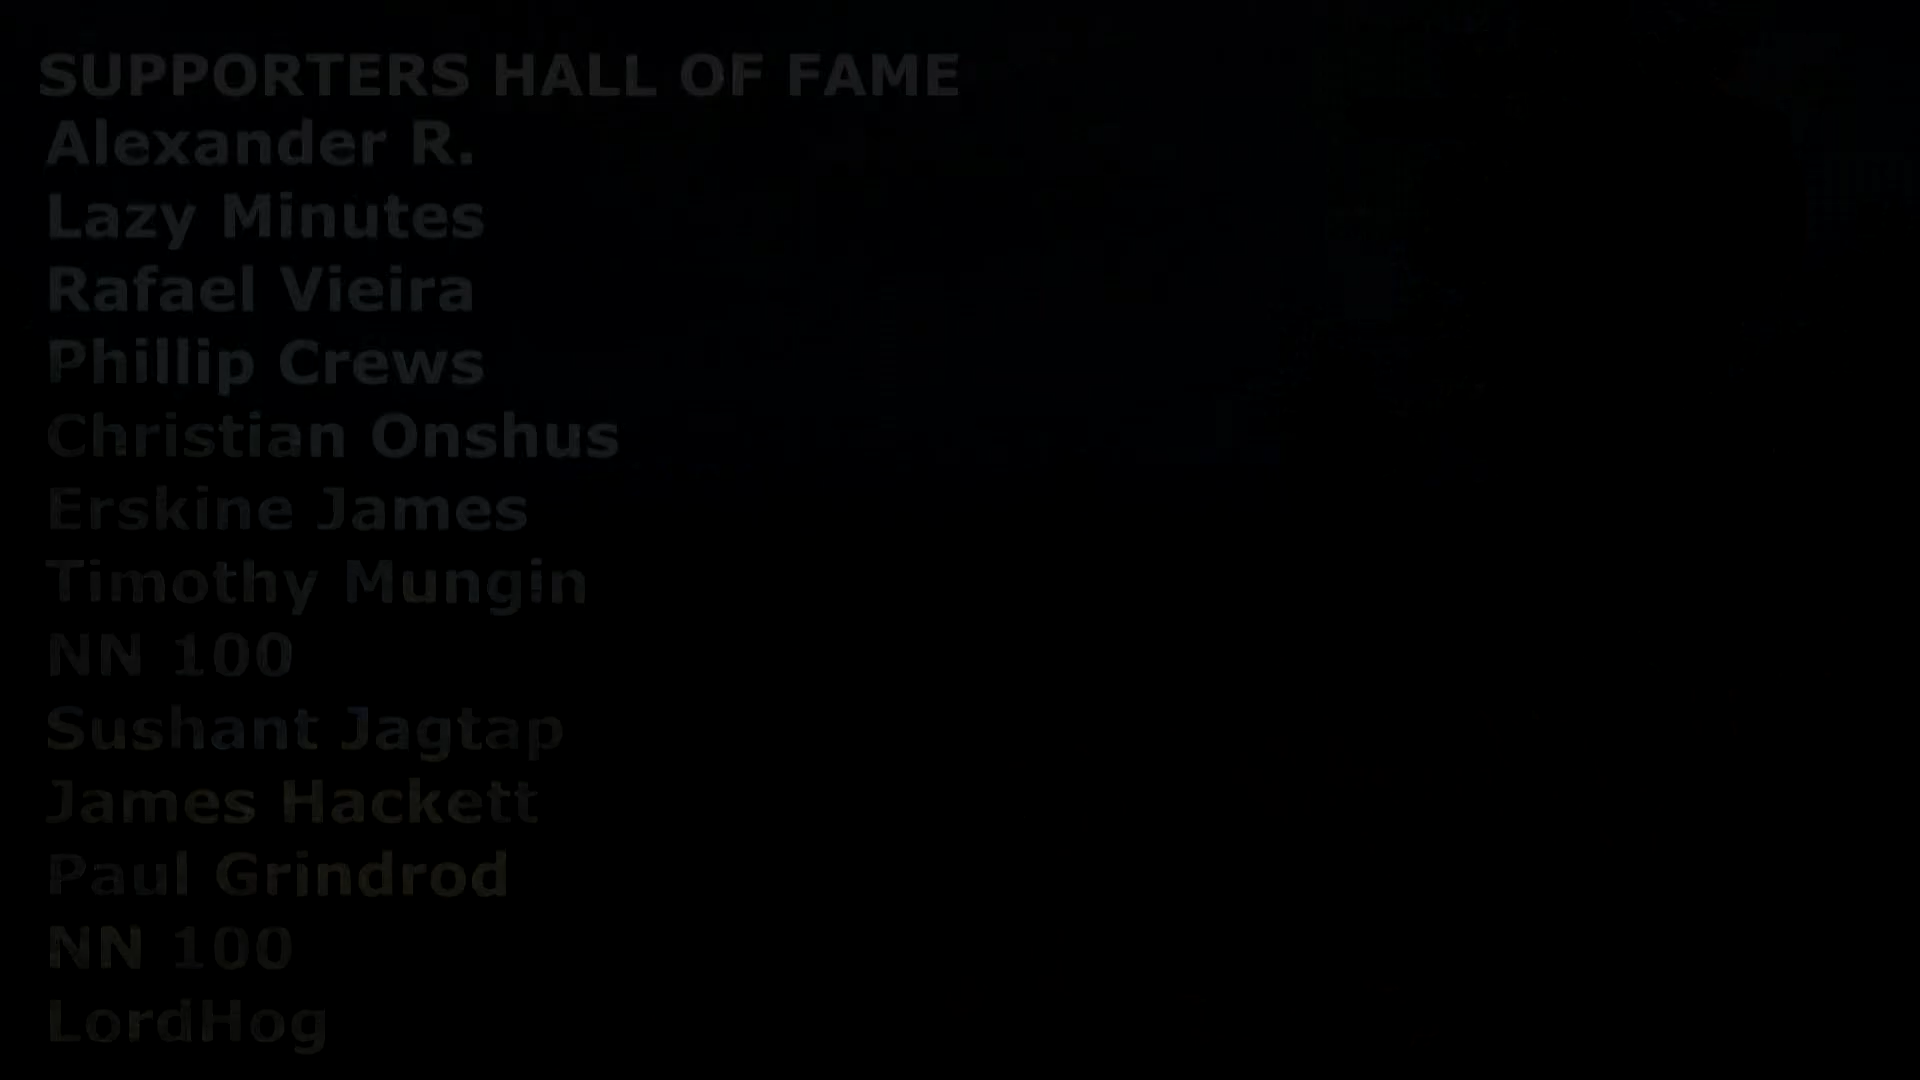 SUPPORTERS HALL OF FAME
Alexander R.
Lazy Minutes
Rafael Vieira
Phillip Crews
Christian Onshus
Erskine James
Timothy Mungin
NN 100
Sushant Jagtap
James Hackett
Paul Grindrod
NN 100
LordHog